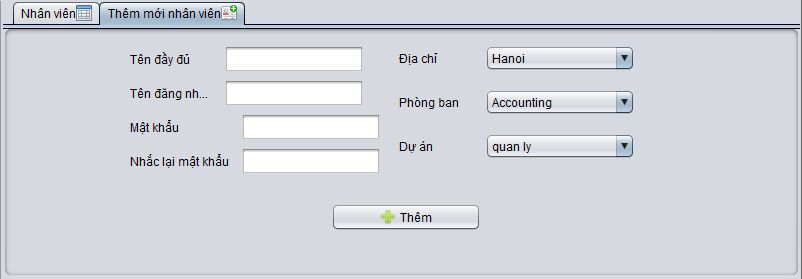 Nhân viên
Thêm mới nhân viên
Tên đầy đủ
Tên đăng nh...
Mật khẩu
Nhắc lại mật khẩu
Địa chỉ
Hanoi
Phòng ban
Accounting
Dự án
quan ly
Thêm